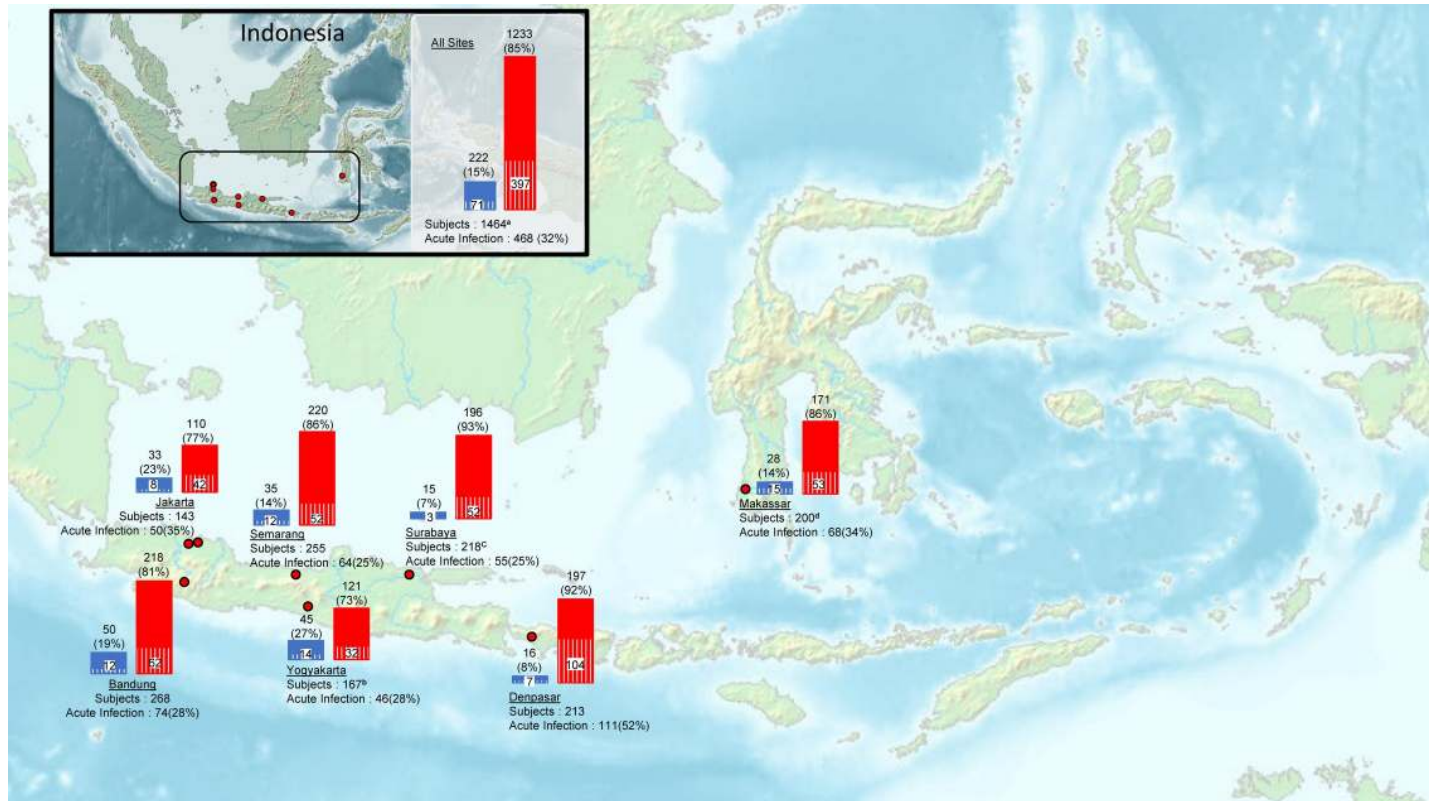 Indonesia
All Sites
1233
(85%)
222
(15%)
397
71
Subjects : 1464ª
Acute Infection : 468 (32%)
110
(77%)
33
(23%)
8
42
Jakarta
Subjects : 143
Acute Infection : 50(35%)
220
(86%)
35
(14%)
12
52
Semarang
Subjects : 255
Acute Infection : 64(25%)
196
(93%)
15
(7%)
3
52
Surabaya
Subjects : 218ᶜ
Acute Infection : 55(25%)
171
(86%)
28
(14%)
15
53
Makassar
Subjects : 200ᵈ
Acute Infection : 68(34%)
218
(81%)
50
(19%)
12
62
Bandung
Subjects : 268
Acute Infection : 74(28%)
121
(73%)
45
(27%)
14
32
Yogyakarta
Subjects : 167ᵇ
Acute Infection : 46(28%)
197
(92%)
16
(8%)
7
104
Denpasar
Subjects : 213
Acute Infection : 111(52%)